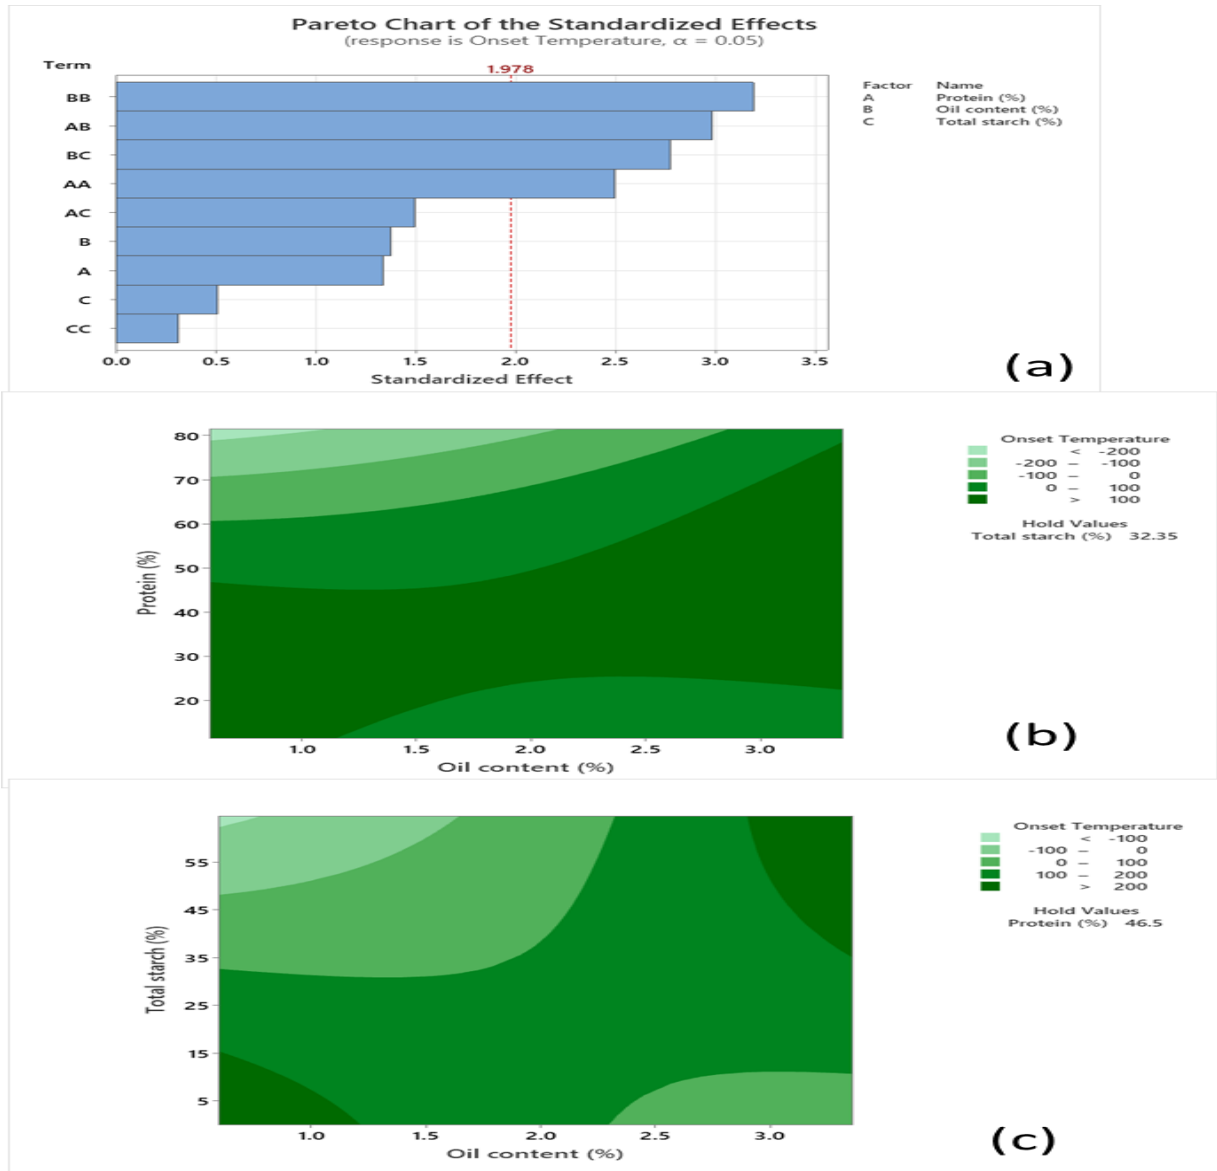 Pareto Chart of the Standardized Effects
(response is Onset Temperature, α = 0.05)
Term
1.978
BB
AB
BC
AA
AC
B
A
C
CC
0.0 0.5 1.0 1.5 2.0 2.5 3.0 3.5
Standardized Effect
Factor Name
A Protein (%)
B Oil content (%)
C Total starch (%)
(a)
80
70
60
50
40
30
20
Protein (%)
1.0 1.5 2.0 2.5 3.0
Oil content (%)
Onset Temperature
< -200
-200 – -100
-100 – 0
0 – 100
> 100
Hold Values
Total starch (%) 32.35
(b)
55
45
35
25
15
5
Total starch (%)
1.0 1.5 2.0 2.5 3.0
Oil content (%)
Onset Temperature
< -100
-100 – 0
0 – 100
100 – 200
> 200
Hold Values
Protein (%) 46.5
(c)